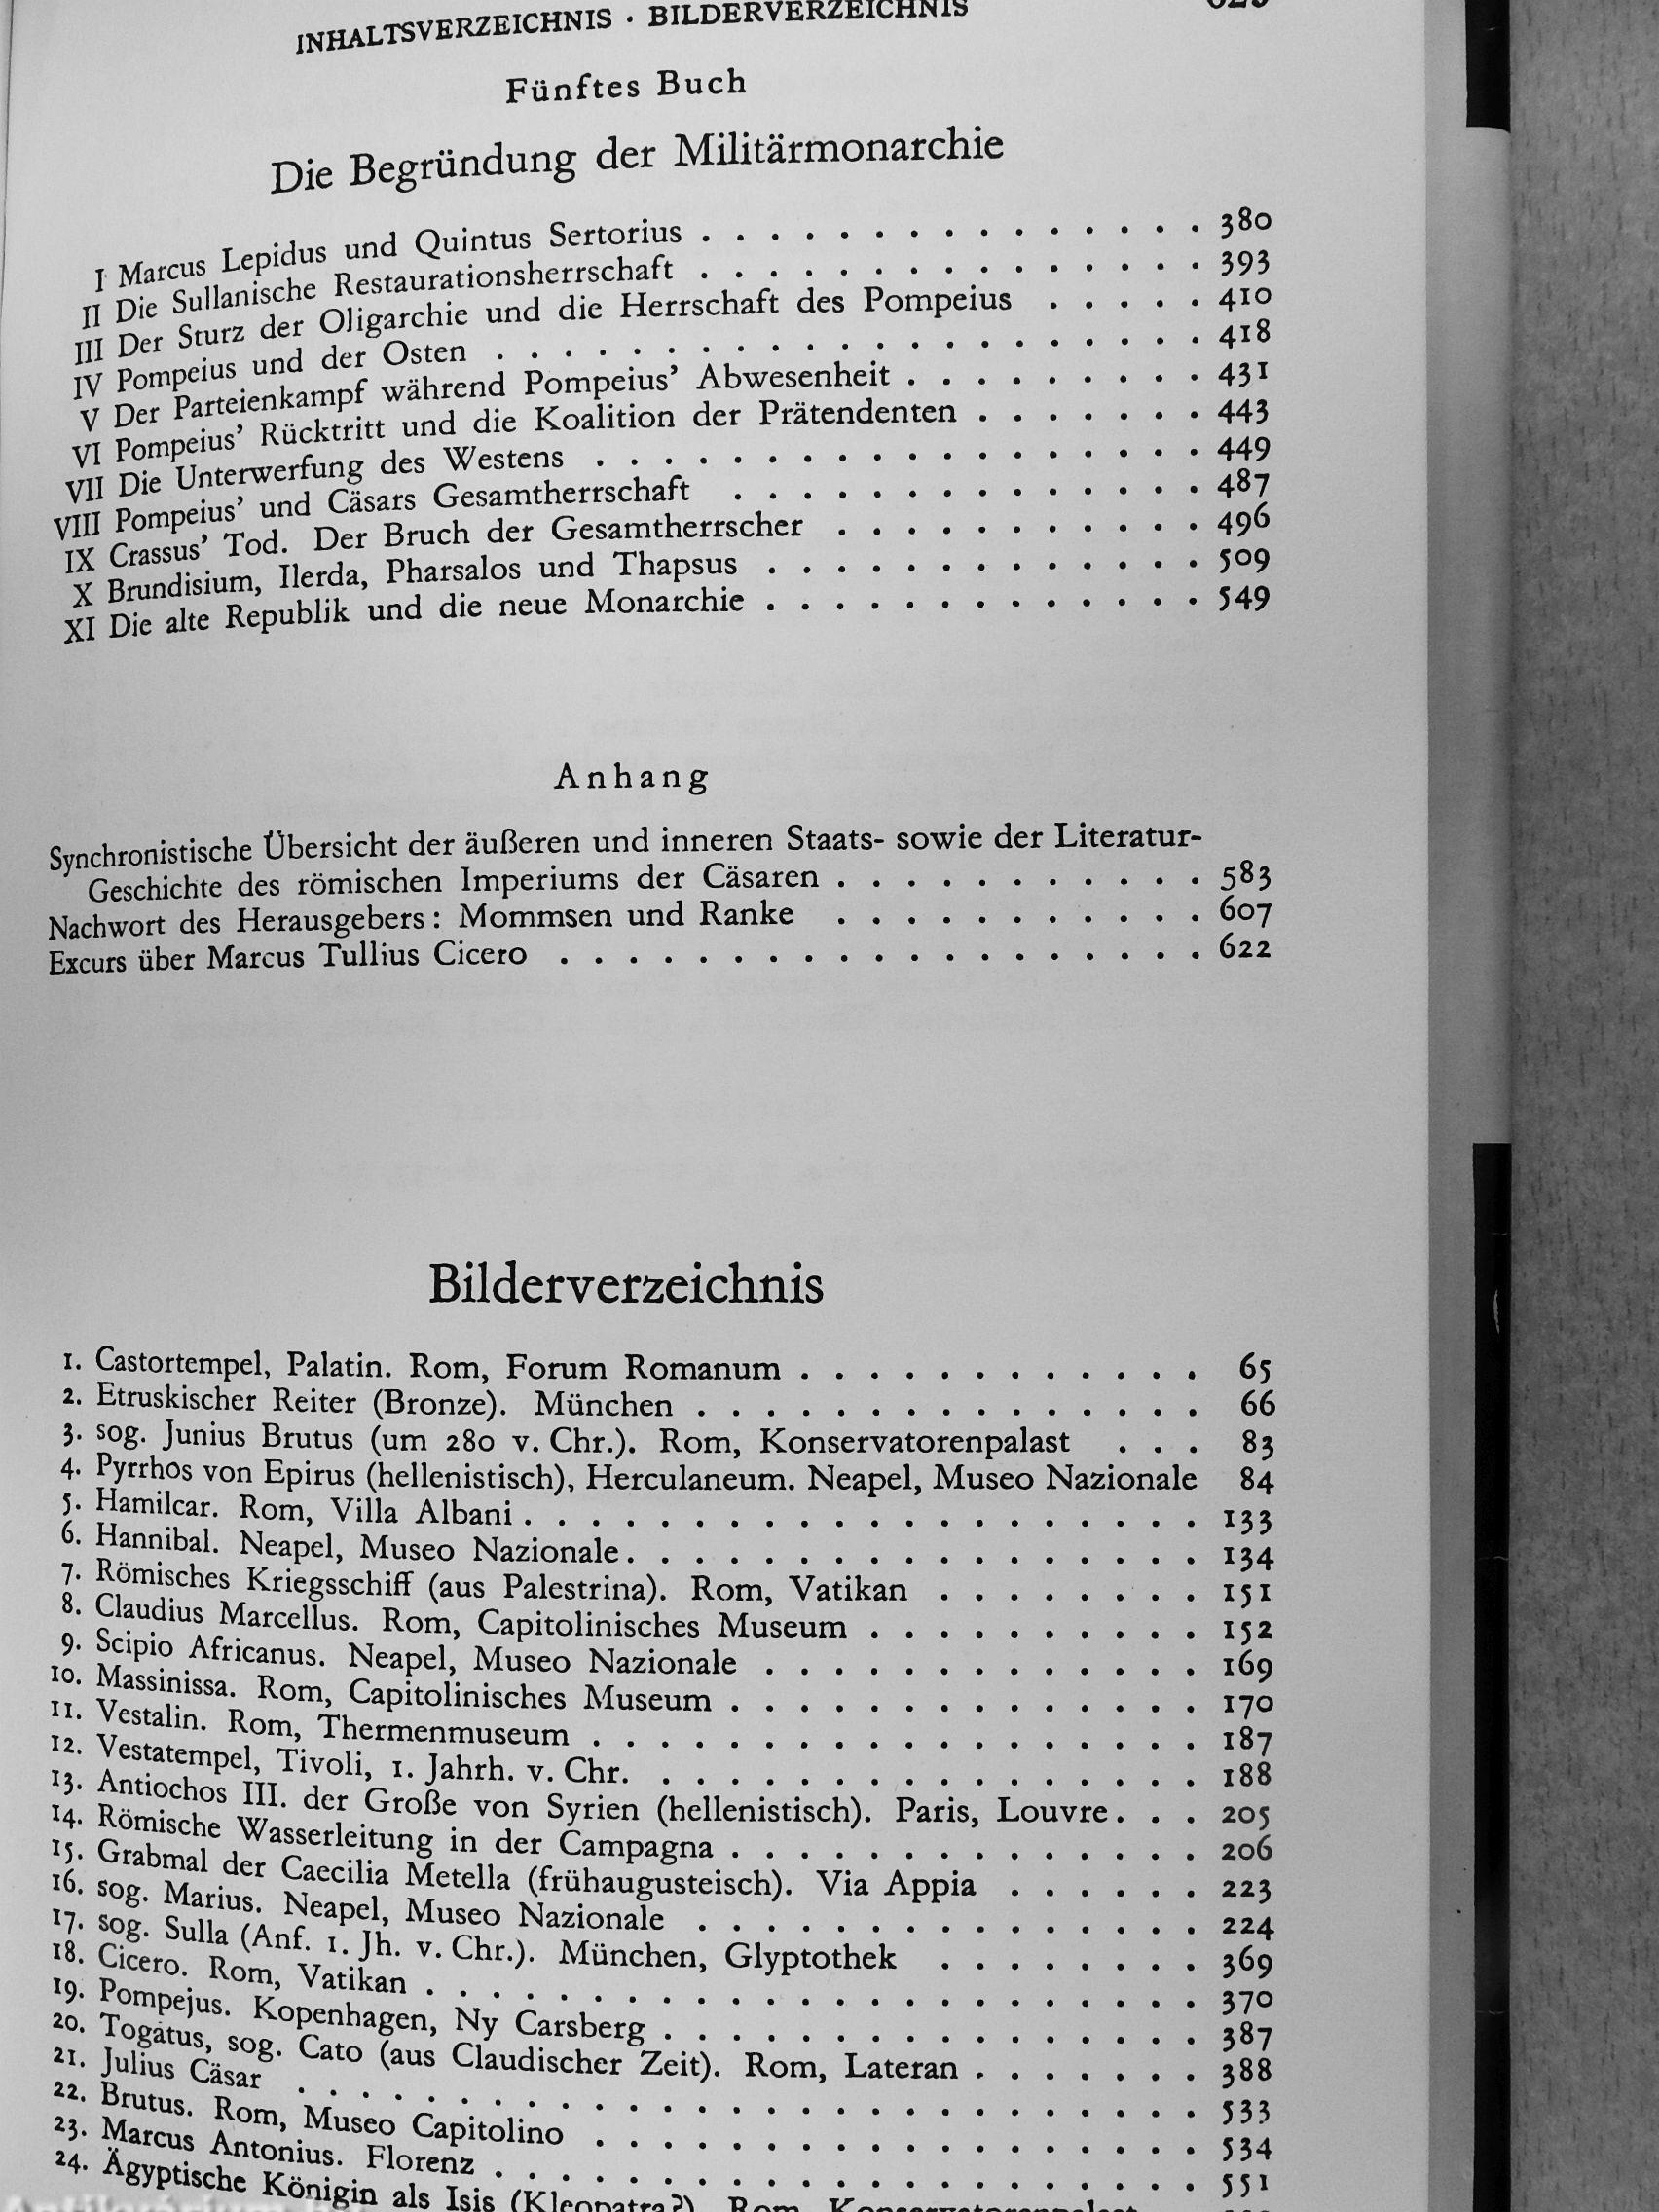 INHALTSVERZEICHNIS · BILDERVERZEICHNIS
Fünftes Buch
Die Begründung der Militärmonarchie
I Marcus Lepidus und Quintus Sertorius . . . . . . . . . . . . . . . 380
II Die Sullanische Restaurationsherrschaft . . . . . . . . . . . . . . . 393
III Der Sturz der Oligarchie und die Herrschaft des Pompeius . . . . . 410
IV Pompeius und der Osten . . . . . . . . . . . . . . . . . . . . . 418
V Der Parteienkampf während Pompeius’ Abwesenheit . . . . . . . . . 431
VI Pompeius’ Rücktritt und die Koalition der Prätendenten . . . . . . . 443
VII Die Unterwerfung des Westens . . . . . . . . . . . . . . . . . . 449
VIII Pompeius’ und Cäsars Gesamtherrschaft . . . . . . . . . . . . . . 487
IX Crassus’ Tod. Der Bruch der Gesamtherrscher . . . . . . . . . . . 496
X Brundisium, Ilerda, Pharsalos und Thapsus . . . . . . . . . . . . . 509
XI Die alte Republik und die neue Monarchie . . . . . . . . . . . . . 549
Anhang
Synchronistische Übersicht der äußeren und inneren Staats- sowie der Literatur-
Geschichte des römischen Imperiums der Cäsaren . . . . . . . . . . . 583
Nachwort des Herausgebers: Mommsen und Ranke . . . . . . . . . . . 607
Excurs über Marcus Tullius Cicero . . . . . . . . . . . . . . . . . . . 622
Bilderverzeichnis
1. Castortempel, Palatin. Rom, Forum Romanum . . . . . . . . . . . . 65
2. Etruskischer Reiter (Bronze). München . . . . . . . . . . . . . . . 66
3. sog. Junius Brutus (um 280 v. Chr.). Rom, Konservatorenpalast . . . 83
4. Pyrrhos von Epirus (hellenistisch), Herculaneum. Neapel, Museo Nazionale 84
5. Hamilcar. Rom, Villa Albani . . . . . . . . . . . . . . . . . . . . 133
6. Hannibal. Neapel, Museo Nazionale . . . . . . . . . . . . . . . . . 134
7. Römisches Kriegsschiff (aus Palestrina). Rom, Vatikan . . . . . . . . 151
8. Claudius Marcellus. Rom, Capitolinisches Museum . . . . . . . . . . 152
9. Scipio Africanus. Neapel, Museo Nazionale . . . . . . . . . . . . . 169
10. Massinissa. Rom, Capitolinisches Museum . . . . . . . . . . . . . . 170
11. Vestalin. Rom, Thermenmuseum . . . . . . . . . . . . . . . . . . 187
12. Vestatempel, Tivoli, 1. Jahrh. v. Chr. . . . . . . . . . . . . . . . . 188
13. Antiochos III. der Große von Syrien (hellenistisch). Paris, Louvre . . . 205
14. Römische Wasserleitung in der Campagna . . . . . . . . . . . . . . 206
15. Grabmal der Caecilia Metella (frühaugusteisch). Via Appia . . . . . . 223
16. sog. Marius. Neapel, Museo Nazionale . . . . . . . . . . . . . . . 224
17. sog. Sulla (Anf. 1. Jh. v. Chr.). München, Glyptothek . . . . . . . . 369
18. Cicero. Rom, Vatikan . . . . . . . . . . . . . . . . . . . . . . . 370
19. Pompejus. Kopenhagen, Ny Carsberg . . . . . . . . . . . . . . . . 387
20. Togatus, sog. Cato (aus Claudischer Zeit). Rom, Lateran . . . . . . . 388
21. Julius Cäsar . . . . . . . . . . . . . . . . . . . . . . . . . . . 533
22. Brutus. Rom, Museo Capitolino . . . . . . . . . . . . . . . . . . 534
23. Marcus Antonius. Florenz . . . . . . . . . . . . . . . . . . . . . 551
24. Ägyptische Königin als Isis (Kleopatra?). Rom, Konservatorenpalast